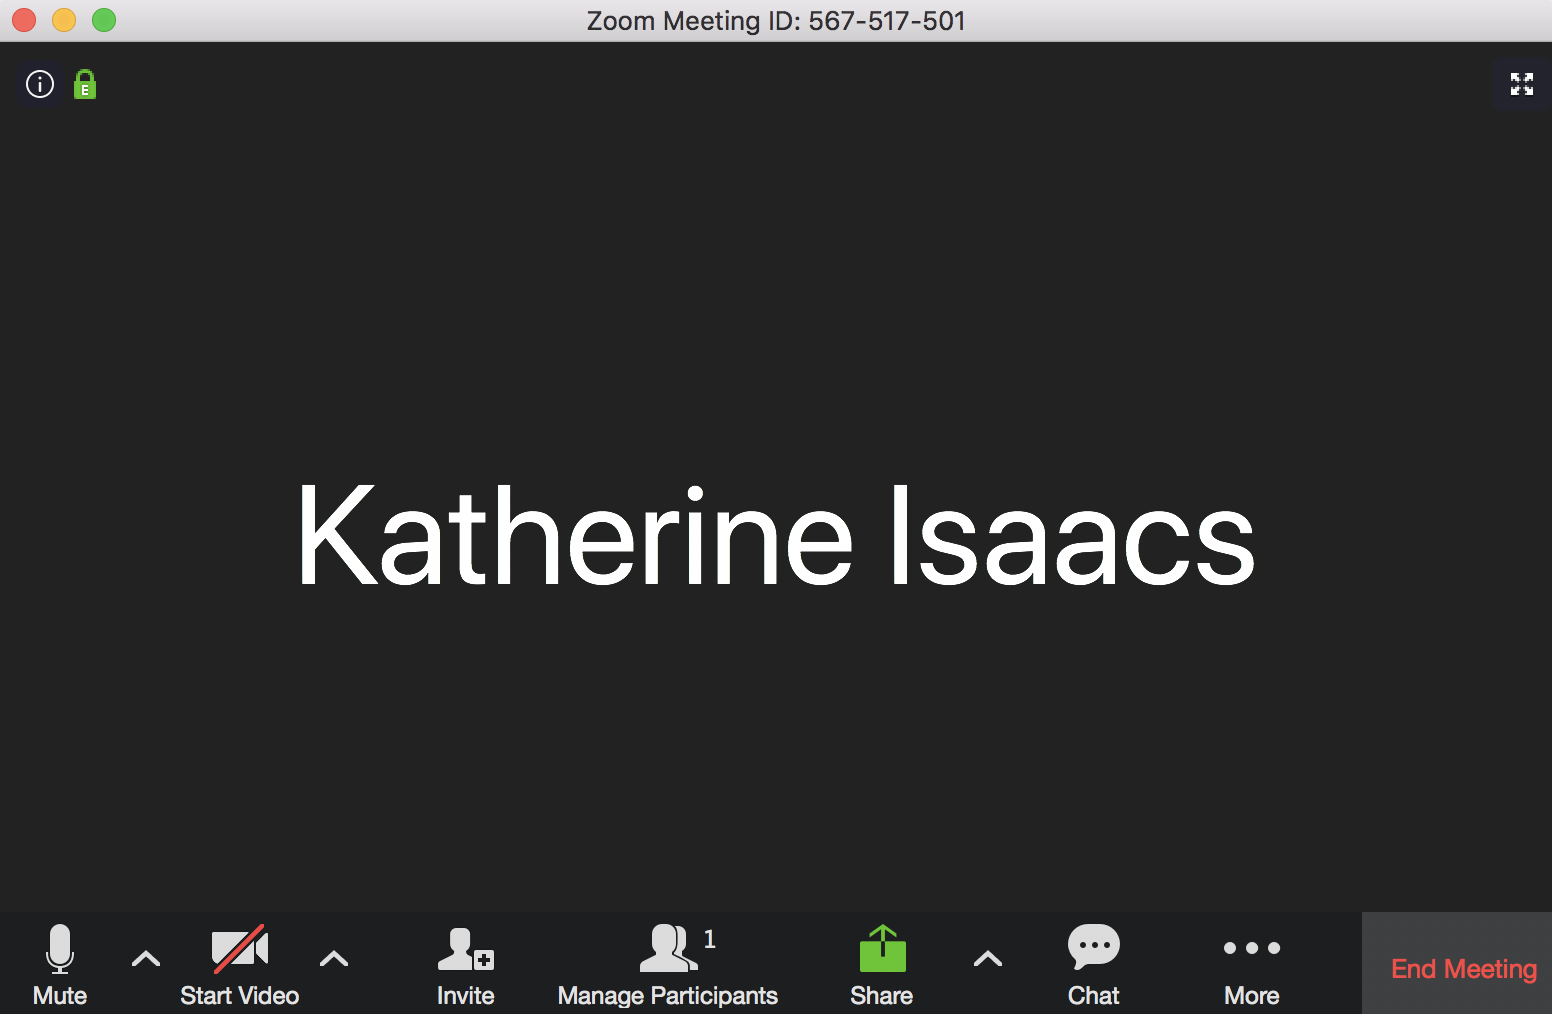 Zoom Meeting ID: 567-517-501
E
Katherine Isaacs
1
Mute
Start Video
Invite
Manage Participants
Share
Chat
More
End Meeting